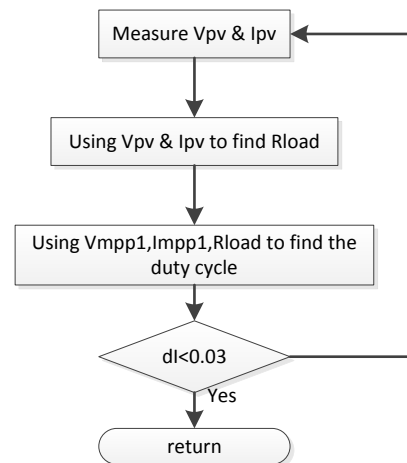 Measure Vpv & Ipv
Using Vpv & Ipv to find Rload
Using Vmpp1,Impp1,Rload to find the
duty cycle
dI<0.03
Yes
return